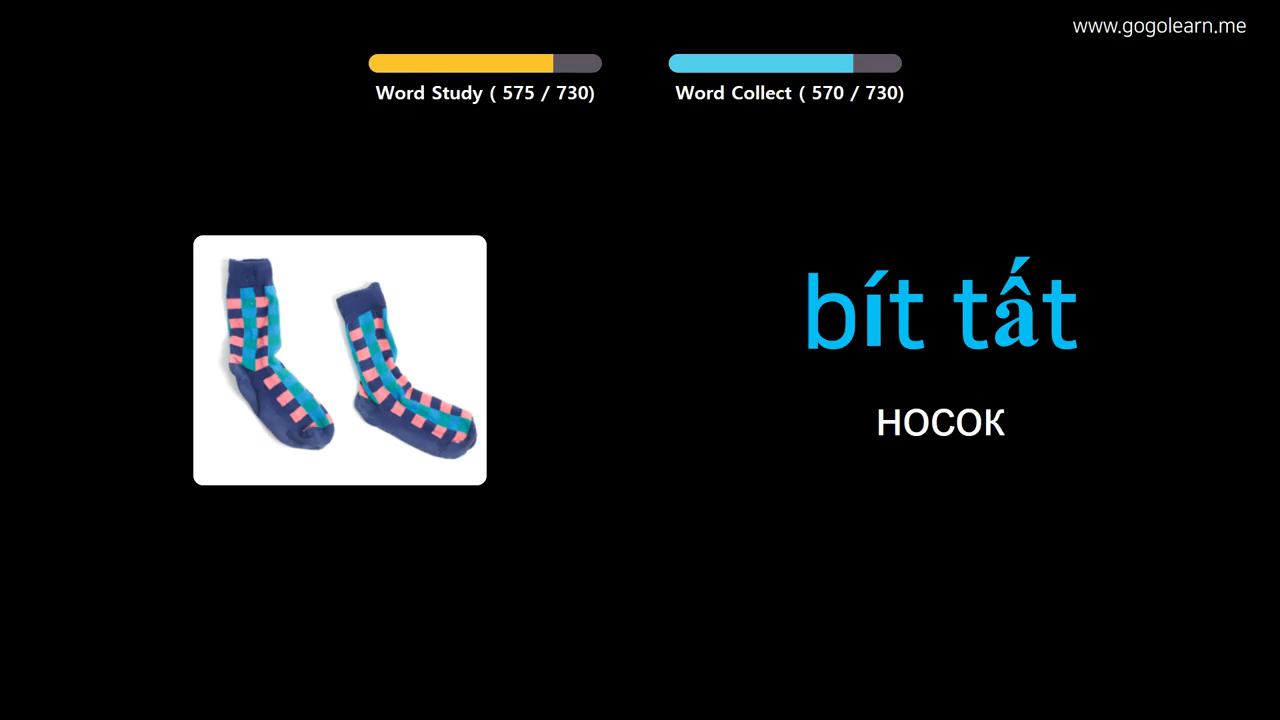 www.gogolearn.me
Word Study ( 575 / 730)
Word Collect ( 570 / 730)
bít tất
носок